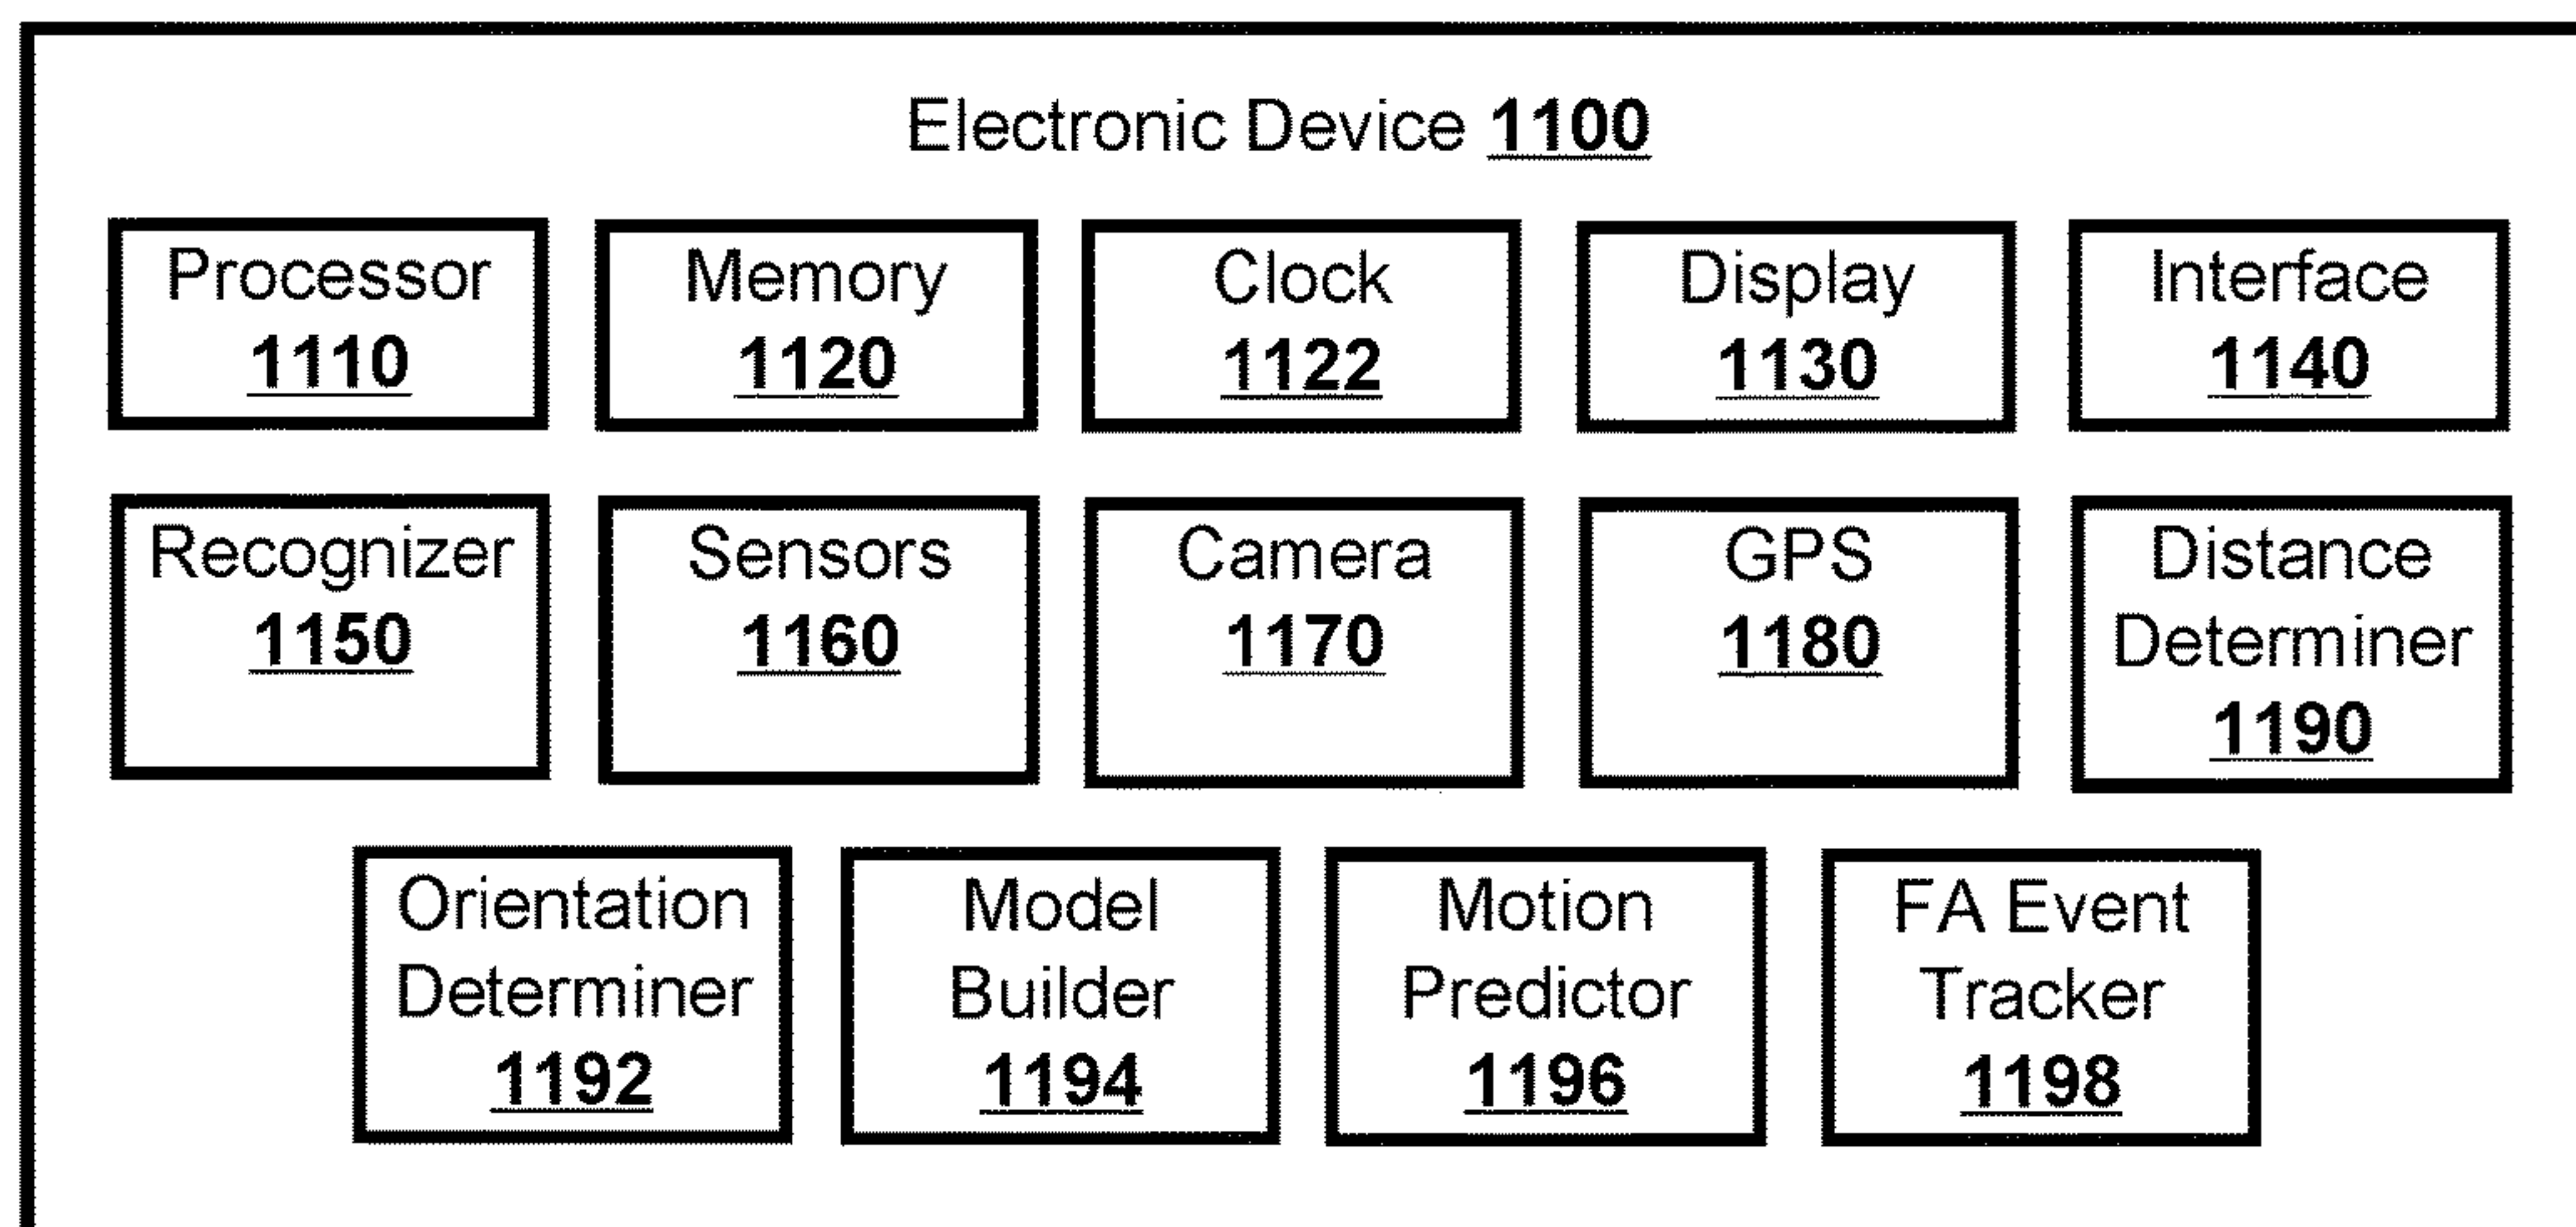 Electronic Device 1100
Processor
1110
Memory
1120
Clock
1122
Display
1130
Interface
1140
Recognizer
1150
Sensors
1160
Camera
1170
GPS
1180
Distance
Determiner
1190
Orientation
Determiner
1192
Model
Builder
1194
Motion
Predictor
1196
FA Event
Tracker
1198